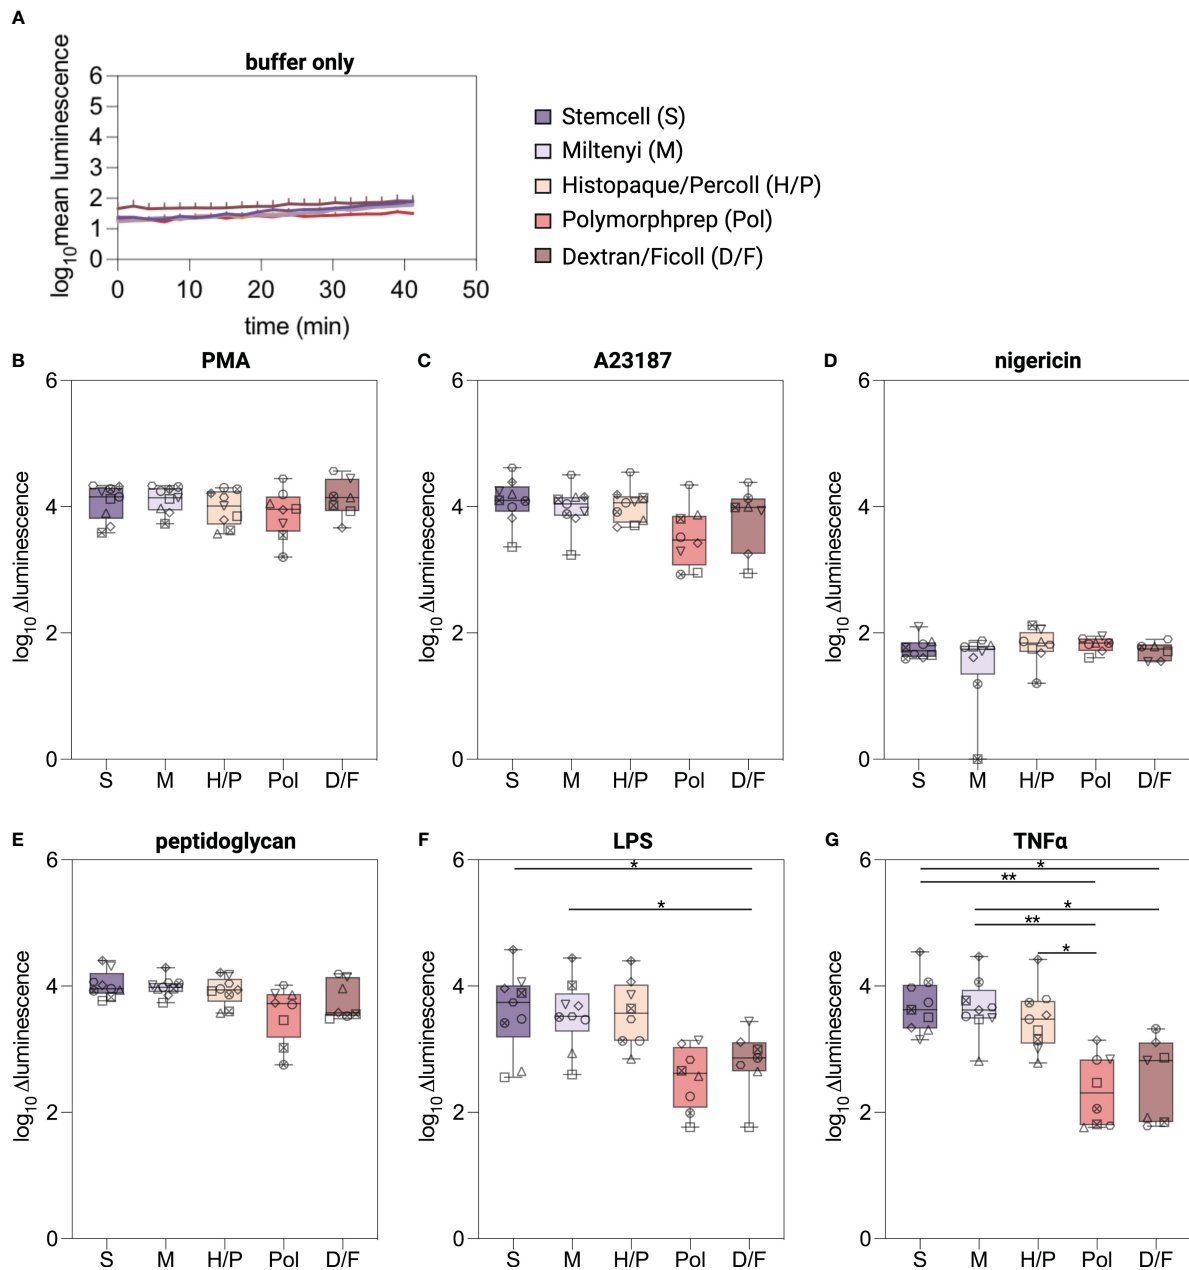 A
buffer only
log10mean luminescence
6
5
4
3
2
1
0
0 10 20 30 40 50
time (min)
Stemcell (S)
Miltenyi (M)
Histopaque/Percoll (H/P)
Polymorphprep (Pol)
Dextran/Ficoll (D/F)
B
PMA
log10 Δluminescence
6
4
2
0
S M H/P Pol D/F
C
A23187
log10 Δluminescence
6
4
2
0
S M H/P Pol D/F
D
nigericin
log10 Δluminescence
6
4
2
0
S M H/P Pol D/F
E
peptidoglycan
log10 Δluminescence
6
4
2
0
S M H/P Pol D/F
F
LPS
log10 Δluminescence
6
4
2
0
*
*
S M H/P Pol D/F
G
TNFα
log10 Δluminescence
6
4
2
0
*
**
*
**
*
S M H/P Pol D/F